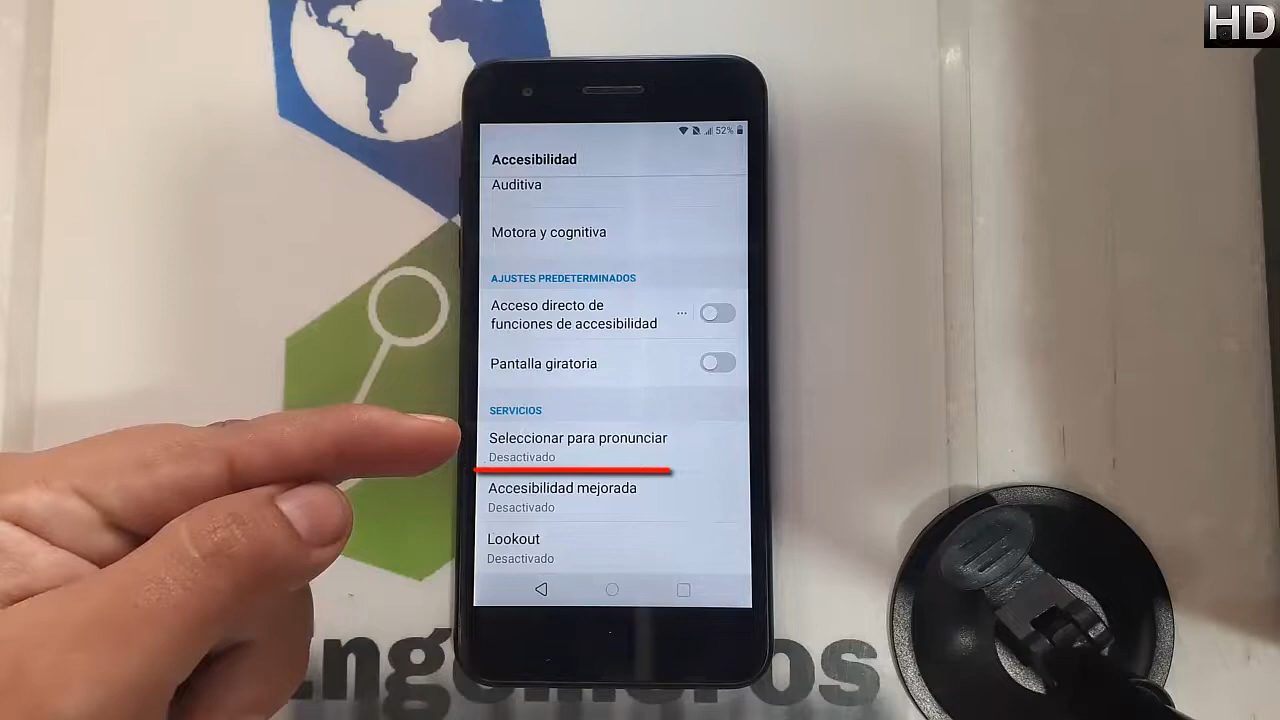 HD
52%
Accesibilidad
Auditiva
Motora y cognitiva
AJUSTES PREDETERMINADOS
Acceso directo de
funciones de accesibilidad
Pantalla giratoria
SERVICIOS
Seleccionar para pronunciar
Desactivado
Accesibilidad mejorada
Desactivado
Lookout
Desactivado